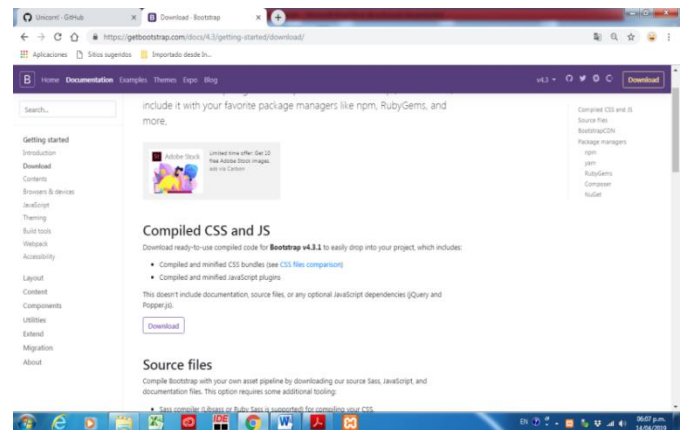 Unicorn! · GitHub
Download · Bootstrap
https://getbootstrap.com/docs/4.3/getting-started/download/
Aplicaciones
Sitios sugeridos
Importado desde In...
B
Home Documentation Examples Themes Expo Blog
v4.3
Download
Search...
Getting started
Introduction
Download
Contents
Browsers & devices
JavaScript
Theming
Build tools
Webpack
Accessibility
Layout
Content
Components
Utilities
Extend
Migration
About
include it with your favorite package managers like npm, RubyGems, and
more.
Adobe Stock
Limited time offer: Get 10
free Adobe Stock images.
ads via Carbon
Compiled CSS and JS
Download ready-to-use compiled code for Bootstrap v4.3.1 to easily drop into your project, which includes:
Compiled and minified CSS bundles (see CSS files comparison)
Compiled and minified JavaScript plugins
This doesn't include documentation, source files, or any optional JavaScript dependencies (jQuery and
Popper.js).
Download
Source files
Compile Bootstrap with your own asset pipeline by downloading our source Sass, JavaScript, and
documentation files. This option requires some additional tooling:
Sass compiler (Libsass or Ruby Sass is supported) for compiling your CSS.
Compiled CSS and JS
Source files
BootstrapCDN
Package managers
npm
yarn
RubyGems
Composer
NuGet
IDE
EN
06:07 p.m.
14/04/2019